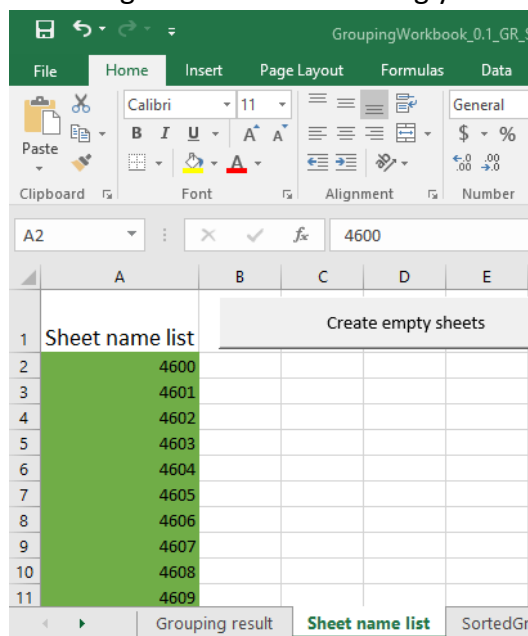 GroupingWorkbook_0.1_GR_S
File Home Insert Page Layout Formulas Data
Paste Calibri 11 General
B I U A A $ % 
.00 .0 .00
Clipboard Font Alignment Number
A2 fx 4600
A B C D E
1 Sheet name list Create empty sheets
2 4600
3 4601
4 4602
5 4603
6 4604
7 4605
8 4606
9 4607
10 4608
11 4609
Grouping result Sheet name list SortedGr